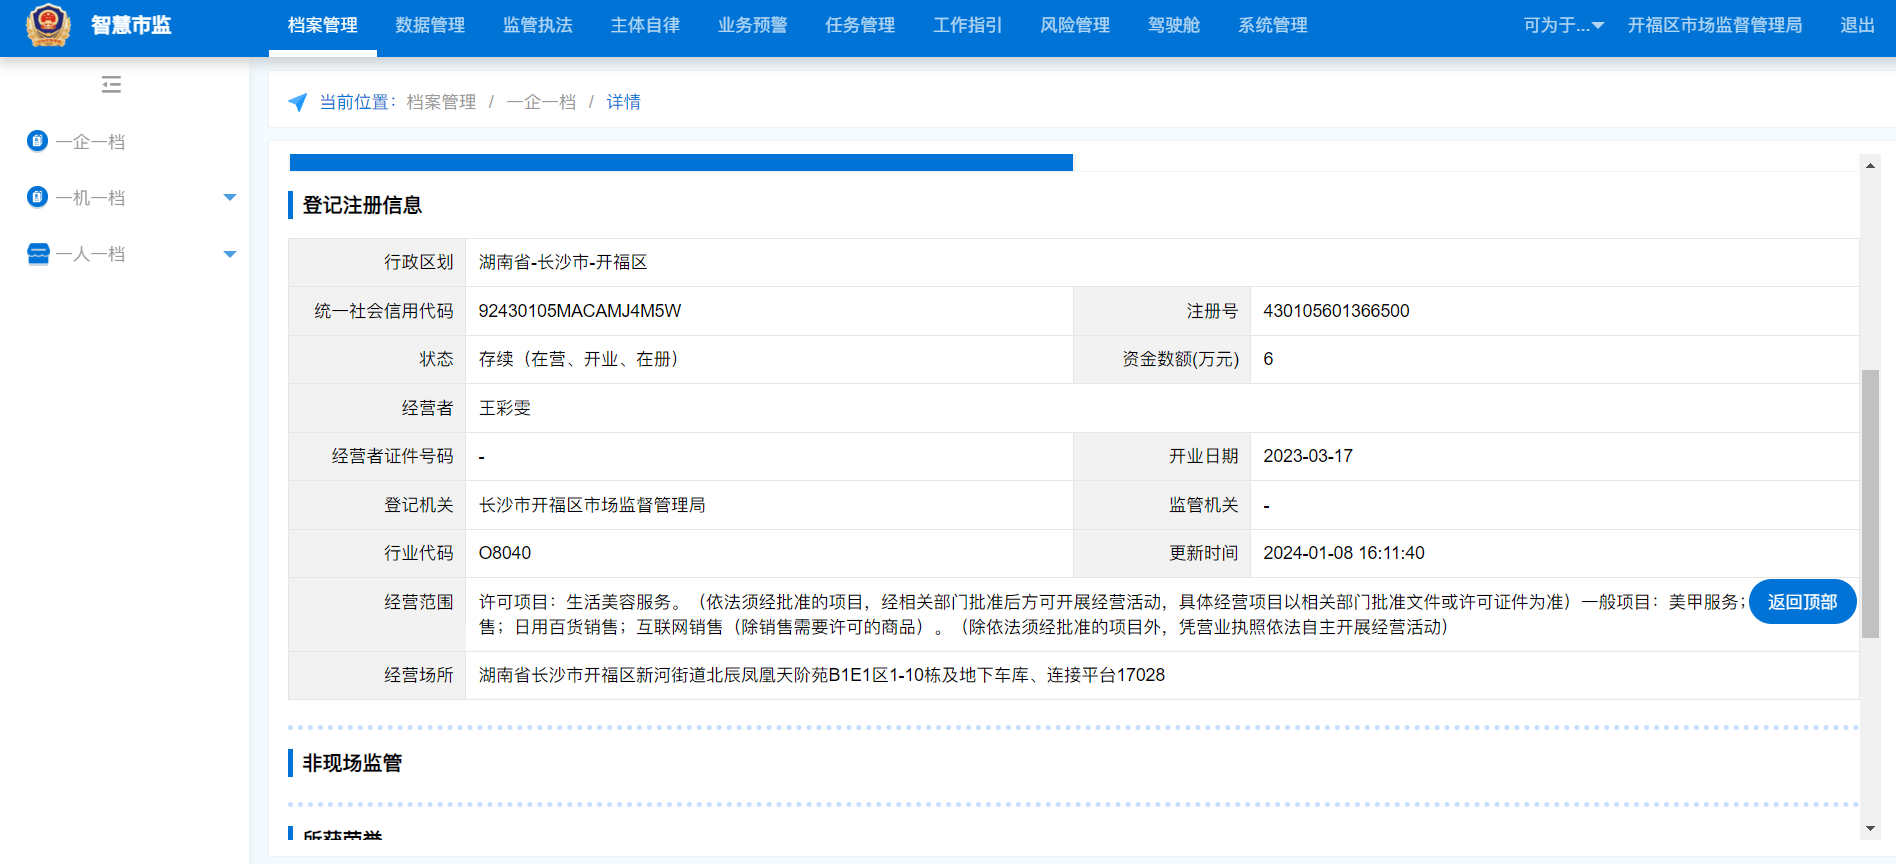 智慧市监
档案管理 数据管理 监管执法 主体自律 业务预警 任务管理 工作指引 风险管理 驾驶舱 系统管理 可为于... 开福区市场监督管理局 退出
一企一档
一机一档
一人一档
当前位置：档案管理 / 一企一档 / 详情
登记注册信息
行政区划 湖南省-长沙市-开福区
统一社会信用代码 92430105MACAMJ4M5W 注册号 430105601366500
状态 存续（在营、开业、在册） 资金数额(万元) 6
经营者 王彩雯
经营者证件号码 - 开业日期 2023-03-17
登记机关 长沙市开福区市场监督管理局 监管机关 -
行业代码 O8040 更新时间 2024-01-08 16:11:40
经营范围 许可项目：生活美容服务。（依法须经批准的项目，经相关部门批准后方可开展经营活动，具体经营项目以相关部门批准文件或许可证件为准）一般项目：美甲服务；
售；日用百货销售；互联网销售（除销售需要许可的商品）。（除依法须经批准的项目外，凭营业执照依法自主开展经营活动）
返回顶部
经营场所 湖南省长沙市开福区新河街道北辰凤凰天阶苑B1E1区1-10栋及地下车库、连接平台17028
非现场监管
所获荣誉